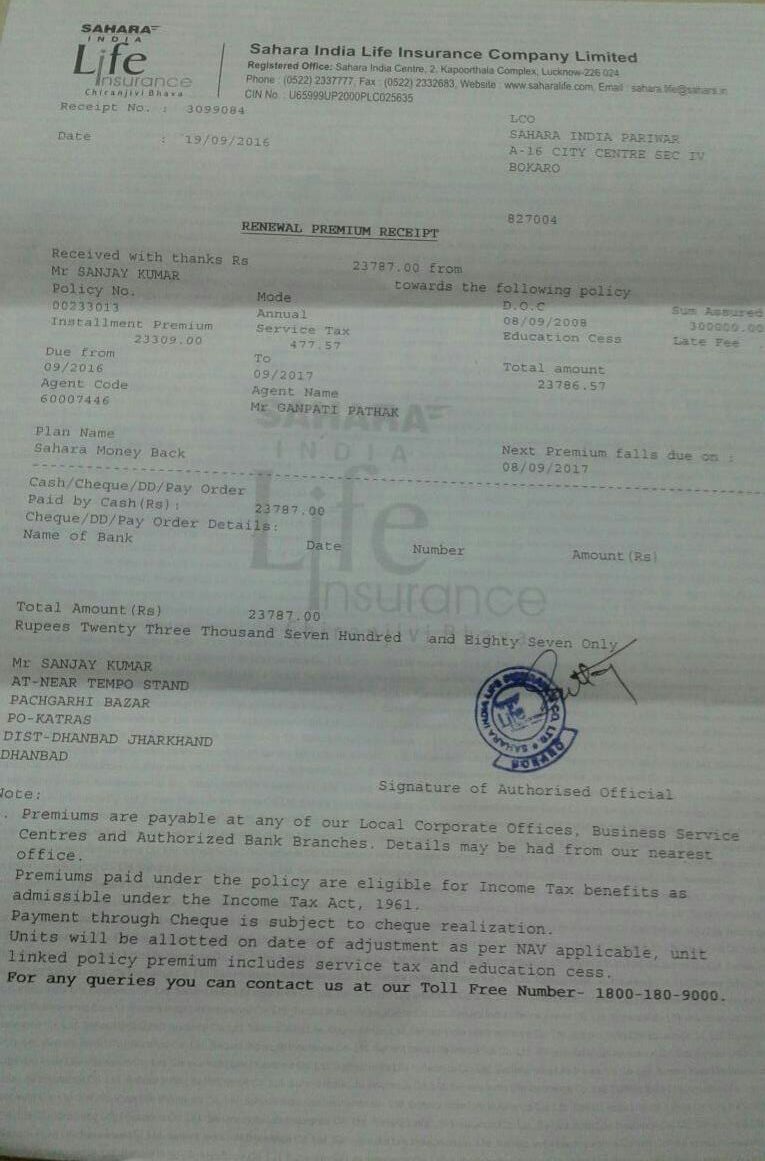 SAHARA
INDIA
Life
Insurance
Chiranjivi Bhava
Sahara India Life Insurance Company Limited
Registered Office: Sahara India Centre, 2, Kapoorthala Complex, Lucknow-226 024
Phone : (0522) 2337777, Fax : (0522) 2332683, Website : www.saharalife.com, Email : sahara.life@sahara.in
CIN No. : U65999UP2000PLC025635
Receipt No. : 3099084
Date : 19/09/2016
LCO
SAHARA INDIA PARIWAR
A-16 CITY CENTRE SEC IV
BOKARO
827004
RENEWAL PREMIUM RECEIPT
Received with thanks Rs 23787.00 from
Mr SANJAY KUMAR towards the following policy
Policy No. Mode D.O.C Sum Assured
00233013 Annual 08/09/2008 300000.00
Installment Premium Service Tax Education Cess Late Fee
23309.00 477.57
Due from To Total amount
09/2016 09/2017 23786.57
Agent Code Agent Name
60007446 Mr GANPATI PATHAK
SAHARA
INDIA
Life
Insurance
Plan Name
Sahara Money Back
Next Premium falls due on :
08/09/2017
Cash/Cheque/DD/Pay Order
Paid by Cash(Rs): 23787.00
Cheque/DD/Pay Order Details:
Name of Bank Date Number Amount(Rs)
Total Amount(Rs) 23787.00
Rupees Twenty Three Thousand Seven Hundred and Eighty Seven Only
Mr SANJAY KUMAR
AT-NEAR TEMPO STAND
PACHGARHI BAZAR
PO-KATRAS
DIST-DHANBAD JHARKHAND
DHANBAD
SAHARA INDIA LIFE INSURANCE CO. LTD.
Life
BOKARO
Signature of Authorised Official
Note:
. Premiums are payable at any of our Local Corporate Offices, Business Service
Centres and Authorized Bank Branches. Details may be had from our nearest
office.
Premiums paid under the policy are eligible for Income Tax benefits as
admissible under the Income Tax Act, 1961.
Payment through Cheque is subject to cheque realization.
Units will be allotted on date of adjustment as per NAV applicable, unit
linked policy premium includes service tax and education cess.
For any queries you can contact us at our Toll Free Number- 1800-180-9000.